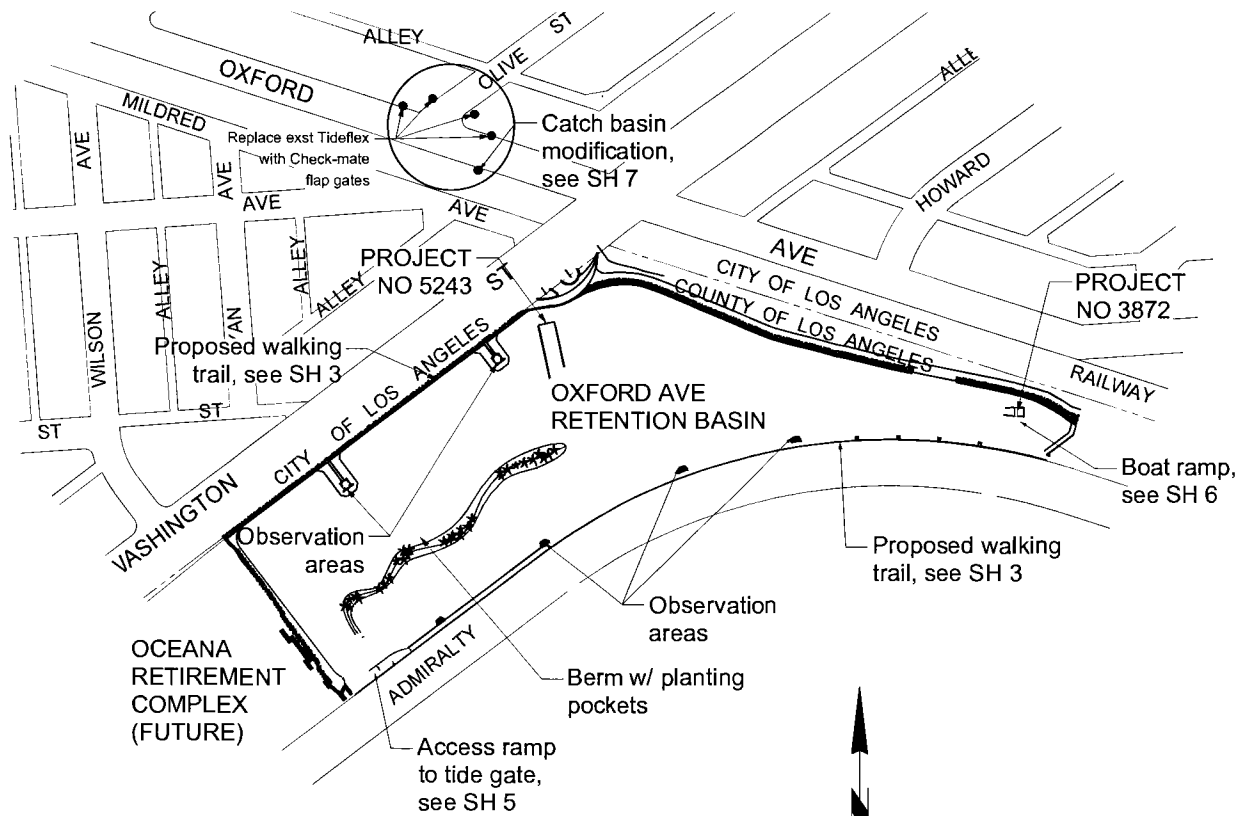 ALLEY
OLIVE ST
OXFORD
MILDRED
AVE
AVE
AVE
AVE
Replace exst Tideflex
with Check-mate
flap gates
Catch basin
modification,
see SH 7
ALLE
HOWARD
AVE
CITY OF LOS ANGELES
COUNTY OF LOS ANGELES
RAILWAY
PROJECT
NO 5243
PROJECT
NO 3872
ST
WILSON
ALLEY
YAN
ALLEY
ALLEY
Proposed walking
trail, see SH 3
CITY OF LOS ANGELES
OXFORD AVE
RETENTION BASIN
ST
ST
VASHINGTON
Observation
areas
Boat ramp,
see SH 6
Proposed walking
trail, see SH 3
Observation
areas
ADMIRALTY
Berm w/ planting
pockets
OCEANA
RETIREMENT
COMPLEX
(FUTURE)
Access ramp
to tide gate,
see SH 5
N